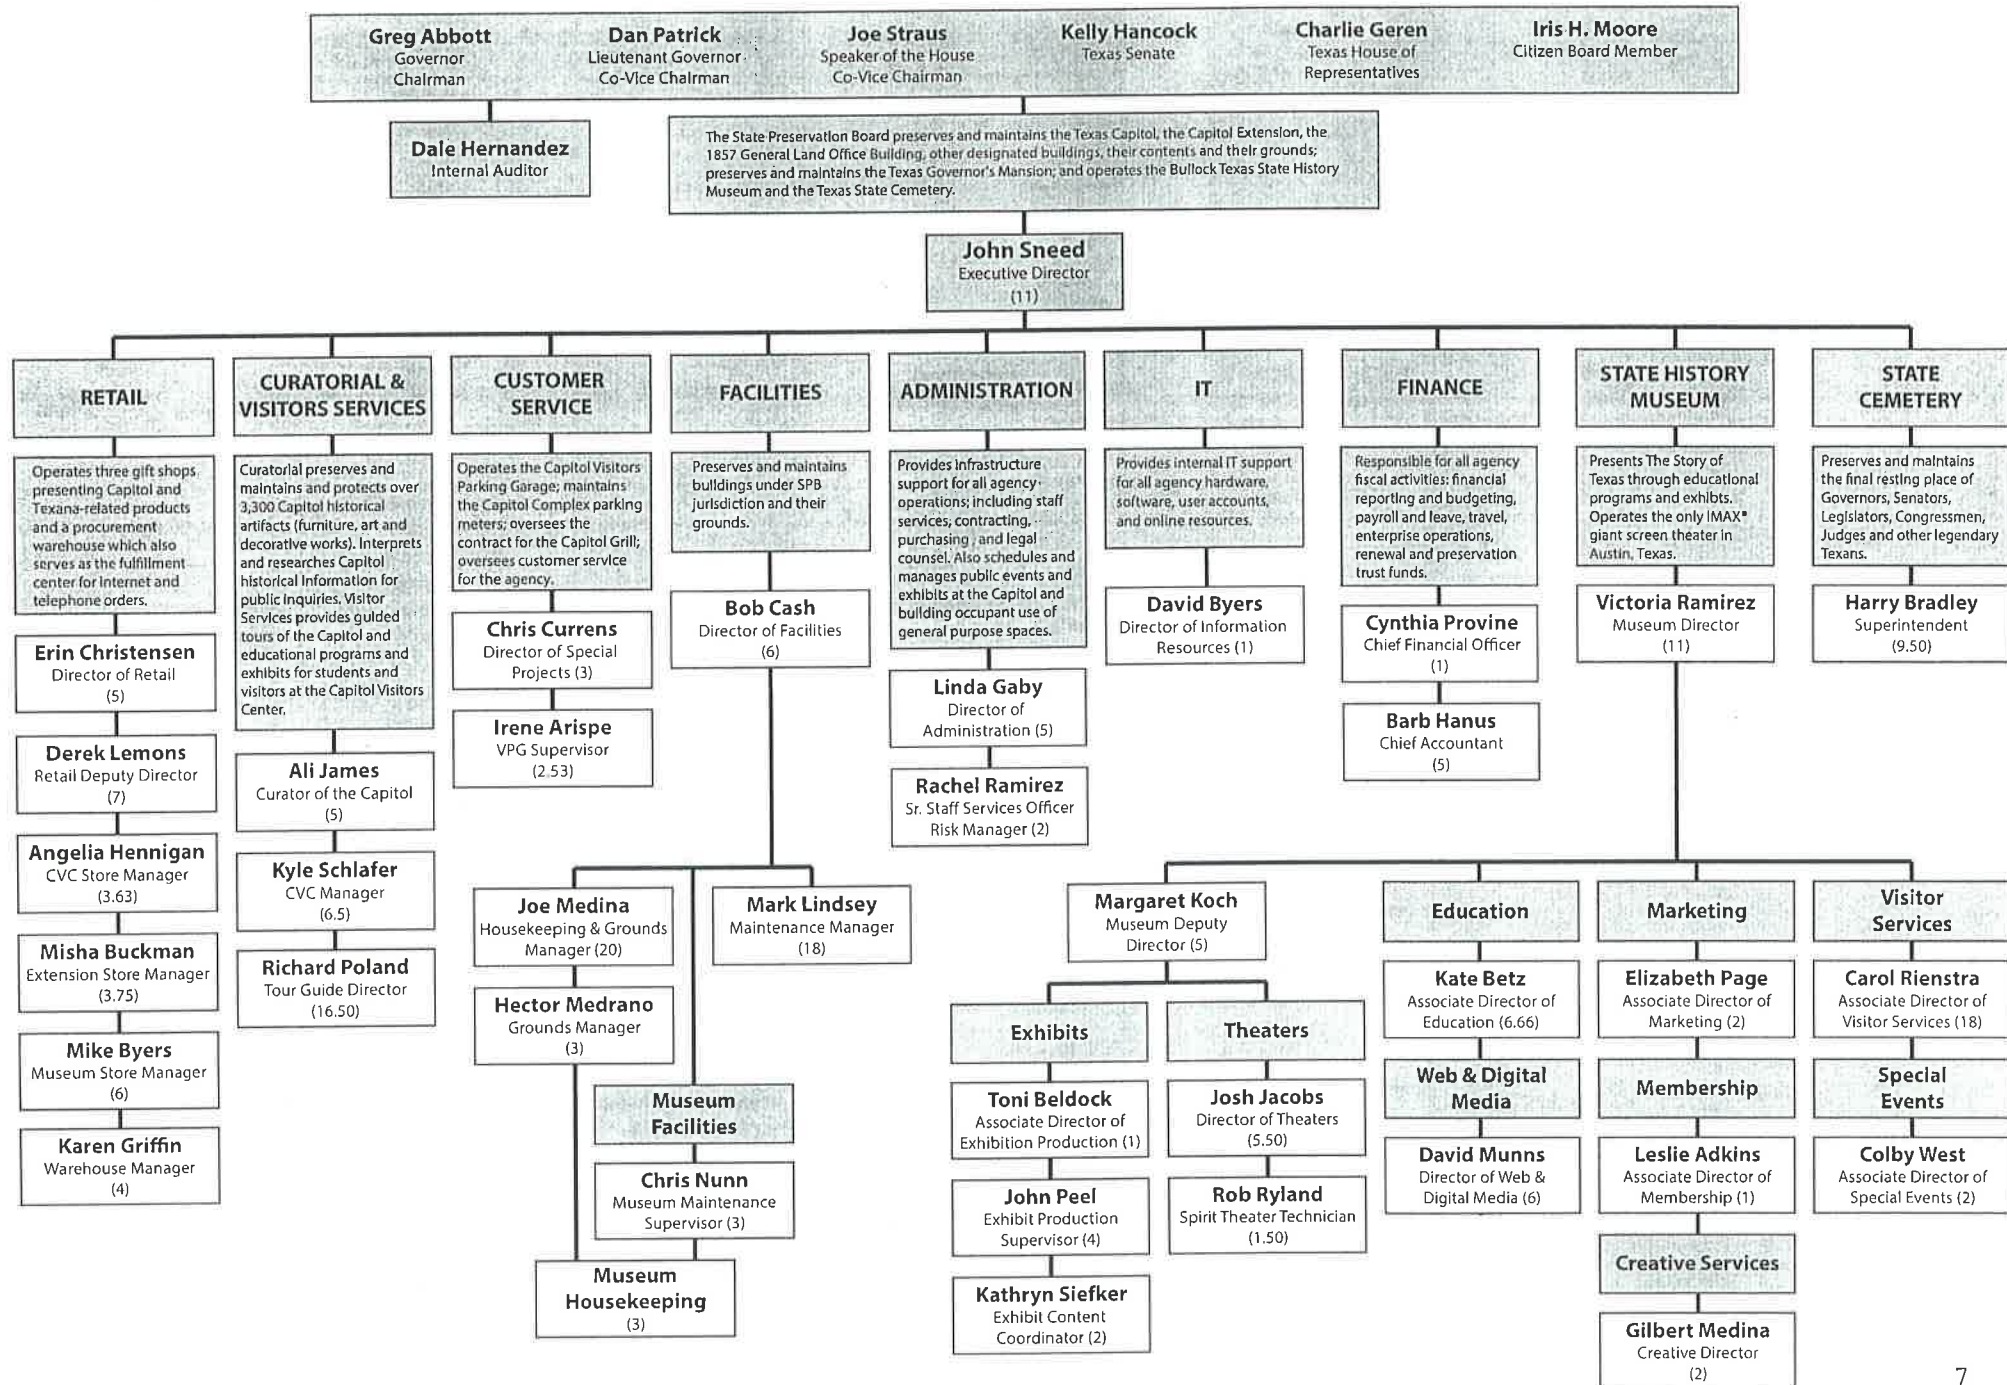 Greg Abbott
Governor
Chairman
Dan Patrick
Lieutenant Governor
Co-Vice Chairman
Joe Straus
Speaker of the House
Co-Vice Chairman
Kelly Hancock
Texas Senate
Charlie Geren
Texas House of
Representatives
Iris H. Moore
Citizen Board Member
Dale Hernandez
Internal Auditor
The State Preservation Board preserves and maintains the Texas Capitol, the Capitol Extension, the
1857 General Land Office Building, other designated buildings, their contents and their grounds;
preserves and maintains the Texas Governor's Mansion; and operates the Bullock Texas State History
Museum and the Texas State Cemetery.
John Sneed
Executive Director
(11)
RETAIL
Operates three gift shops
presenting Capitol and
Texana-related products
and a procurement
warehouse which also
serves as the fulfillment
center for Internet and
telephone orders.
Erin Christensen
Director of Retail
(5)
Derek Lemons
Retail Deputy Director
(7)
Angelia Hennigan
CVC Store Manager
(3.63)
Misha Buckman
Extension Store Manager
(3.75)
Mike Byers
Museum Store Manager
(6)
Karen Griffin
Warehouse Manager
(4)
CURATORIAL &
VISITORS SERVICES
Curatorial preserves and
maintains and protects over
3,300 Capitol historical
artifacts (furniture, art and
decorative works). Interprets
and researches Capitol
historical information for
public inquiries. Visitor
Services provides guided
tours of the Capitol and
educational programs and
exhibits for students and
visitors at the Capitol Visitors
Center.
Ali James
Curator of the Capitol
(5)
Kyle Schlafer
CVC Manager
(6.5)
Richard Poland
Tour Guide Director
(16.50)
CUSTOMER
SERVICE
Operates the Capitol Visitors
Parking Garage; maintains
the Capitol Complex parking
meters; oversees the
contract for the Capitol Grill;
oversees customer service
for the agency.
Chris Currens
Director of Special
Projects (3)
Irene Arispe
VPG Supervisor
(2.53)
FACILITIES
Preserves and maintains
buildings under SPB
jurisdiction and their
grounds.
Bob Cash
Director of Facilities
(6)
Joe Medina
Housekeeping & Grounds
Manager (20)
Hector Medrano
Grounds Manager
(3)
Mark Lindsey
Maintenance Manager
(18)
Museum
Facilities
Chris Nunn
Museum Maintenance
Supervisor (3)
Museum
Housekeeping
(3)
ADMINISTRATION
Provides infrastructure
support for all agency
operations; including staff
services; contracting,
purchasing, and legal
counsel. Also schedules and
manages public events and
exhibits at the Capitol and
building occupant use of
general purpose spaces.
Linda Gaby
Director of
Administration (5)
Rachel Ramirez
Sr. Staff Services Officer
Risk Manager (2)
IT
Provides internal IT support
for all agency hardware,
software, user accounts,
and online resources.
David Byers
Director of Information
Resources (1)
FINANCE
Responsible for all agency
fiscal activities: financial
reporting and budgeting,
payroll and leave, travel,
enterprise operations,
renewal and preservation
trust funds.
Cynthia Provine
Chief Financial Officer
(1)
Barb Hanus
Chief Accountant
(5)
STATE HISTORY
MUSEUM
Presents The Story of
Texas through educational
programs and exhibts.
Operates the only IMAX®
giant screen theater in
Austin, Texas.
Victoria Ramirez
Museum Director
(11)
STATE
CEMETERY
Preserves and maintains
the final resting place of
Governors, Senators,
Legislators, Congressmen,
Judges and other legendary
Texans.
Harry Bradley
Superintendent
(9.50)
Margaret Koch
Museum Deputy
Director (5)
Exhibits
Toni Beldock
Associate Director of
Exhibition Production (1)
John Peel
Exhibit Production
Supervisor (4)
Kathryn Siefker
Exhibit Content
Coordinator (2)
Theaters
Josh Jacobs
Director of Theaters
(5.50)
Rob Ryland
Spirit Theater Technician
(1.50)
Education
Kate Betz
Associate Director of
Education (6.66)
Web & Digital
Media
David Munns
Director of Web &
Digital Media (6)
Marketing
Elizabeth Page
Associate Director of
Marketing (2)
Membership
Leslie Adkins
Associate Director of
Membership (1)
Creative Services
Gilbert Medina
Creative Director
(2)
Visitor
Services
Carol Rienstra
Associate Director of
Visitor Services (18)
Special
Events
Colby West
Associate Director of
Special Events (2)
7